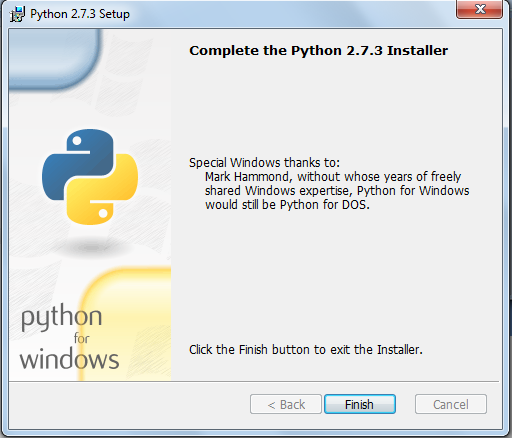 Python 2.7.3 Setup
Complete the Python 2.7.3 Installer
Special Windows thanks to:
Mark Hammond, without whose years of freely
shared Windows expertise, Python for Windows
would still be Python for DOS.
python
for
windows
Click the Finish button to exit the Installer.
< Back
Finish
Cancel